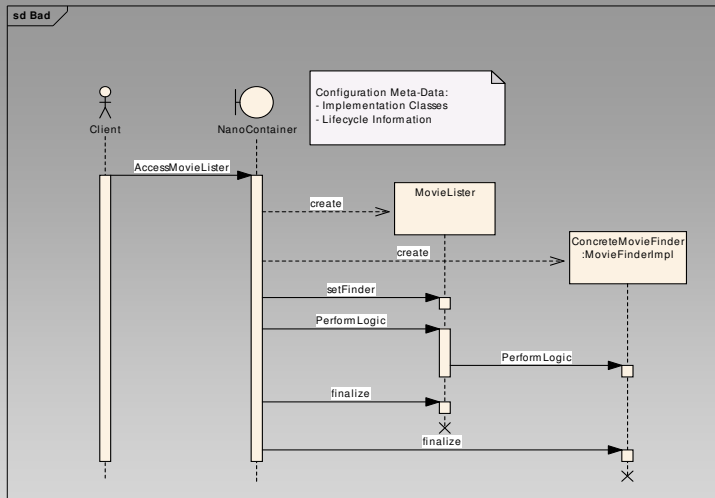 sd Bad
Configuration Meta-Data:
- Implementation Classes
- Lifecycle Information
Client
NanoContainer
AccessMovieLister
create
MovieLister
create
ConcreteMovieFinder
:MovieFinderImpl
setFinder
PerformLogic
PerformLogic
finalize
finalize